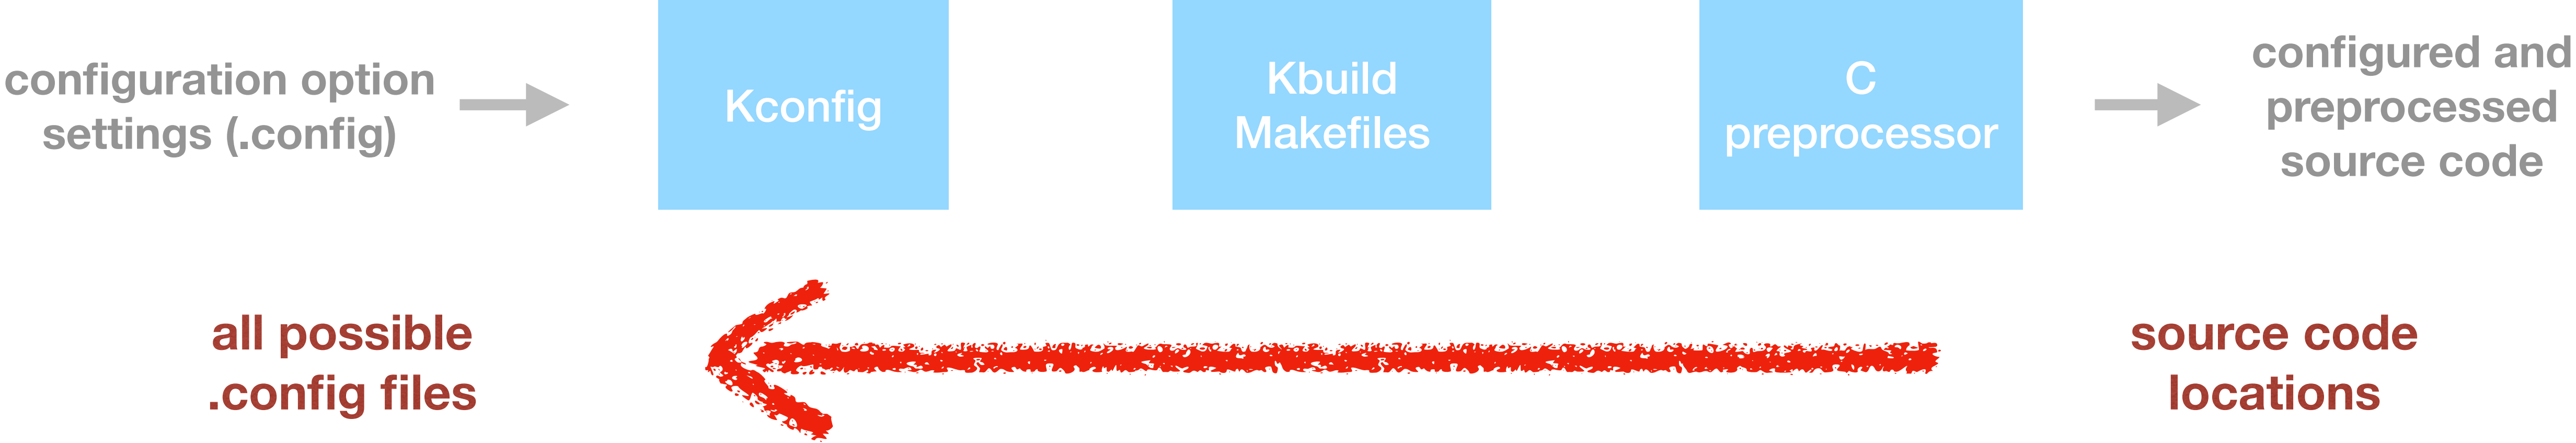 configuration option
settings (.config)
Kconfig
Kbuild
Makefiles
C
preprocessor
configured and
preprocessed
source code
all possible
.config files
source code
locations